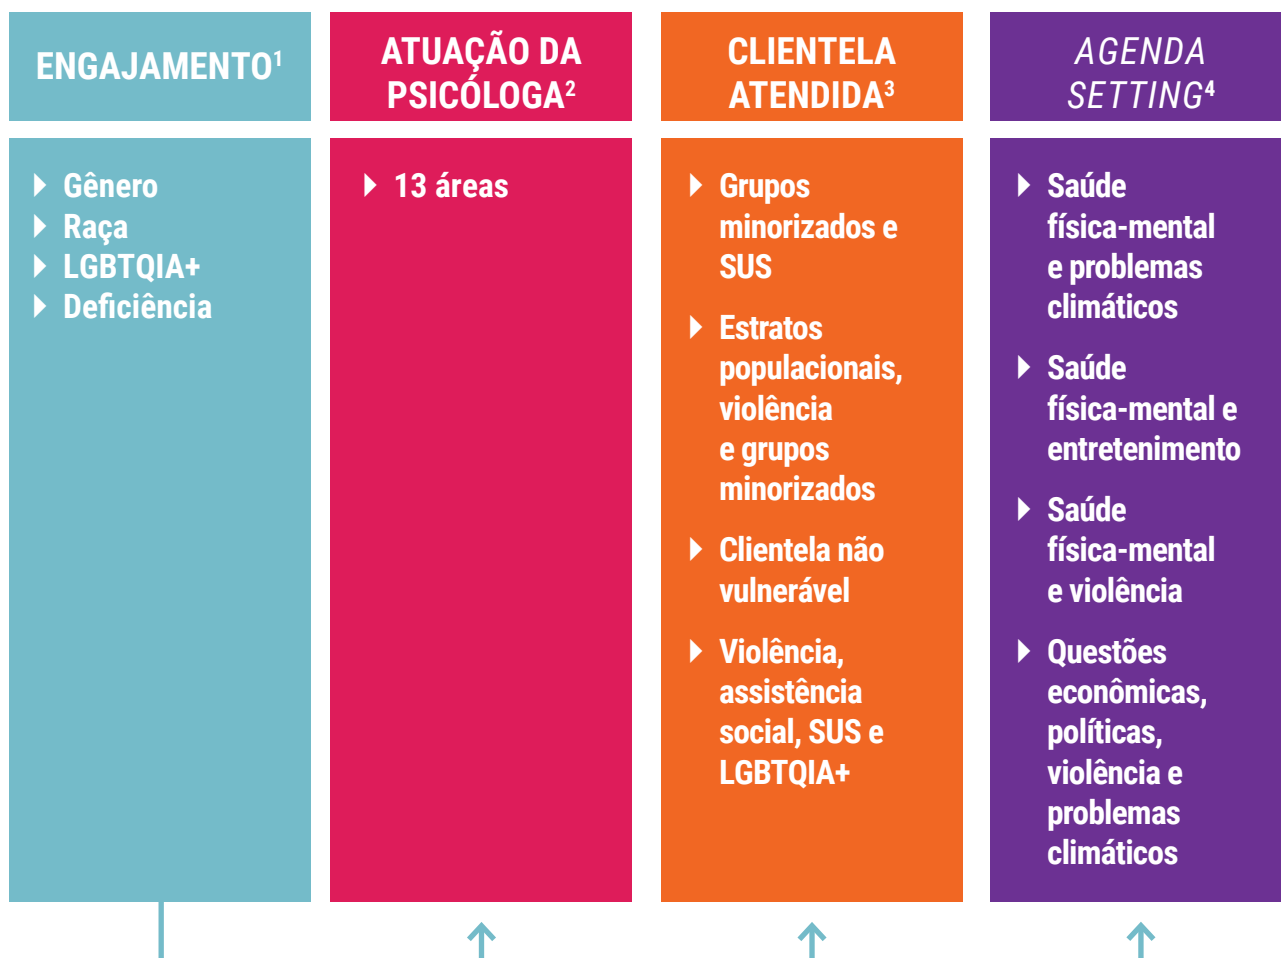 ENGAJAMENTO¹
Gênero
Raça
LGBTQIA+
Deficiência
ATUAÇÃO DA
PSICÓLOGA²
13 áreas
CLIENTELA
ATENDIDA³
Grupos
minorizados e
SUS
Estratos
populacionais,
violência
e grupos
minorizados
Clientela não
vulnerável
Violência,
assistência
social, SUS e
LGBTQIA+
AGENDA
SETTING⁴
Saúde
física-mental
e problemas
climáticos
Saúde
física-mental e
entretenimento
Saúde
física-mental
e violência
Questões
econômicas,
políticas,
violência e
problemas
climáticos